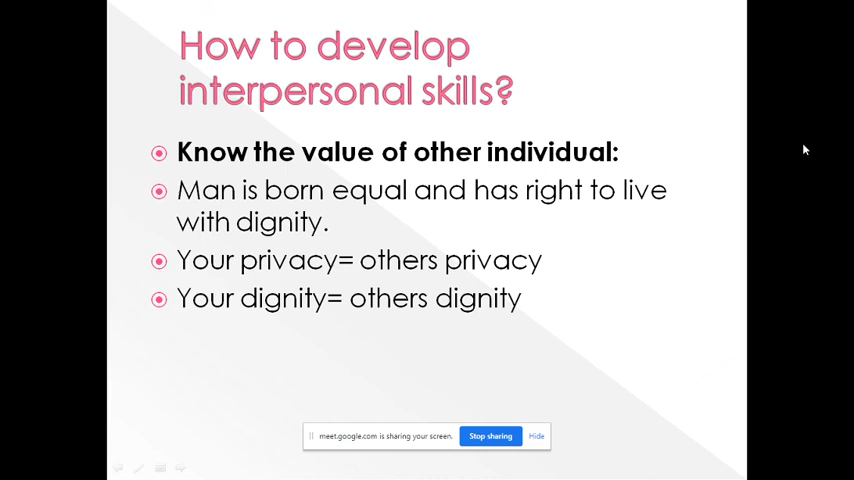 How to develop
interpersonal skills?
Know the value of other individual:
Man is born equal and has right to live
with dignity.
Your privacy= others privacy
Your dignity= others dignity
meet.google.com is sharing your screen. Stop sharing Hide